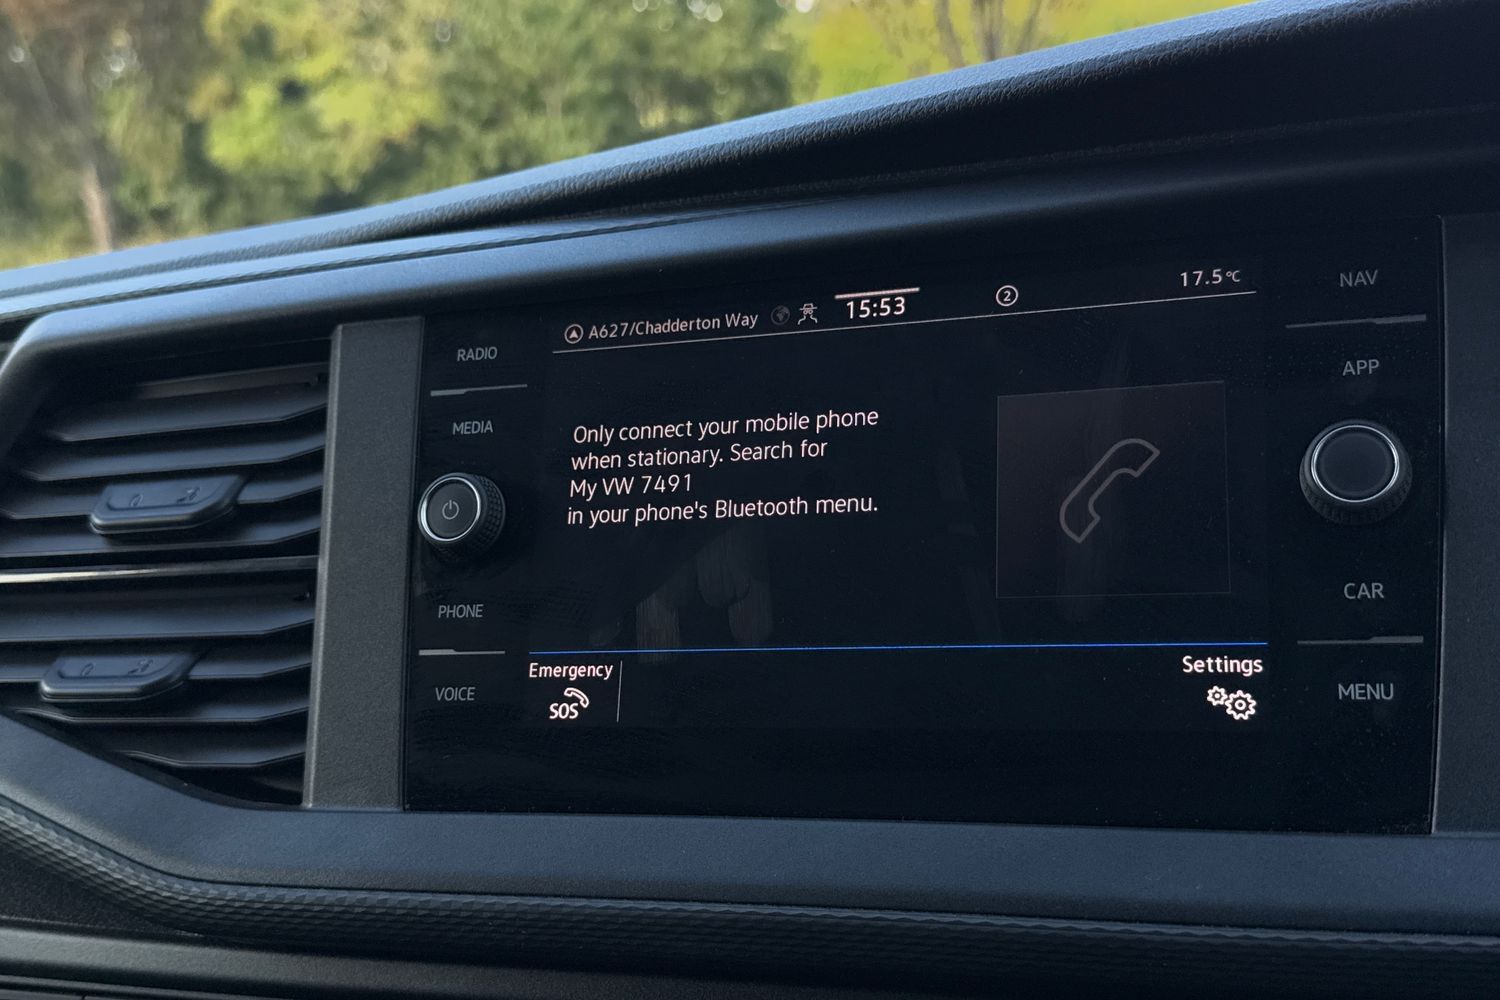 A627/Chadderton Way
15:53
2
17.5°C
RADIO
MEDIA
PHONE
VOICE
Only connect your mobile phone
when stationary. Search for
My VW 7491
in your phone's Bluetooth menu.
Emergency
SOS
Settings
NAV
APP
CAR
MENU